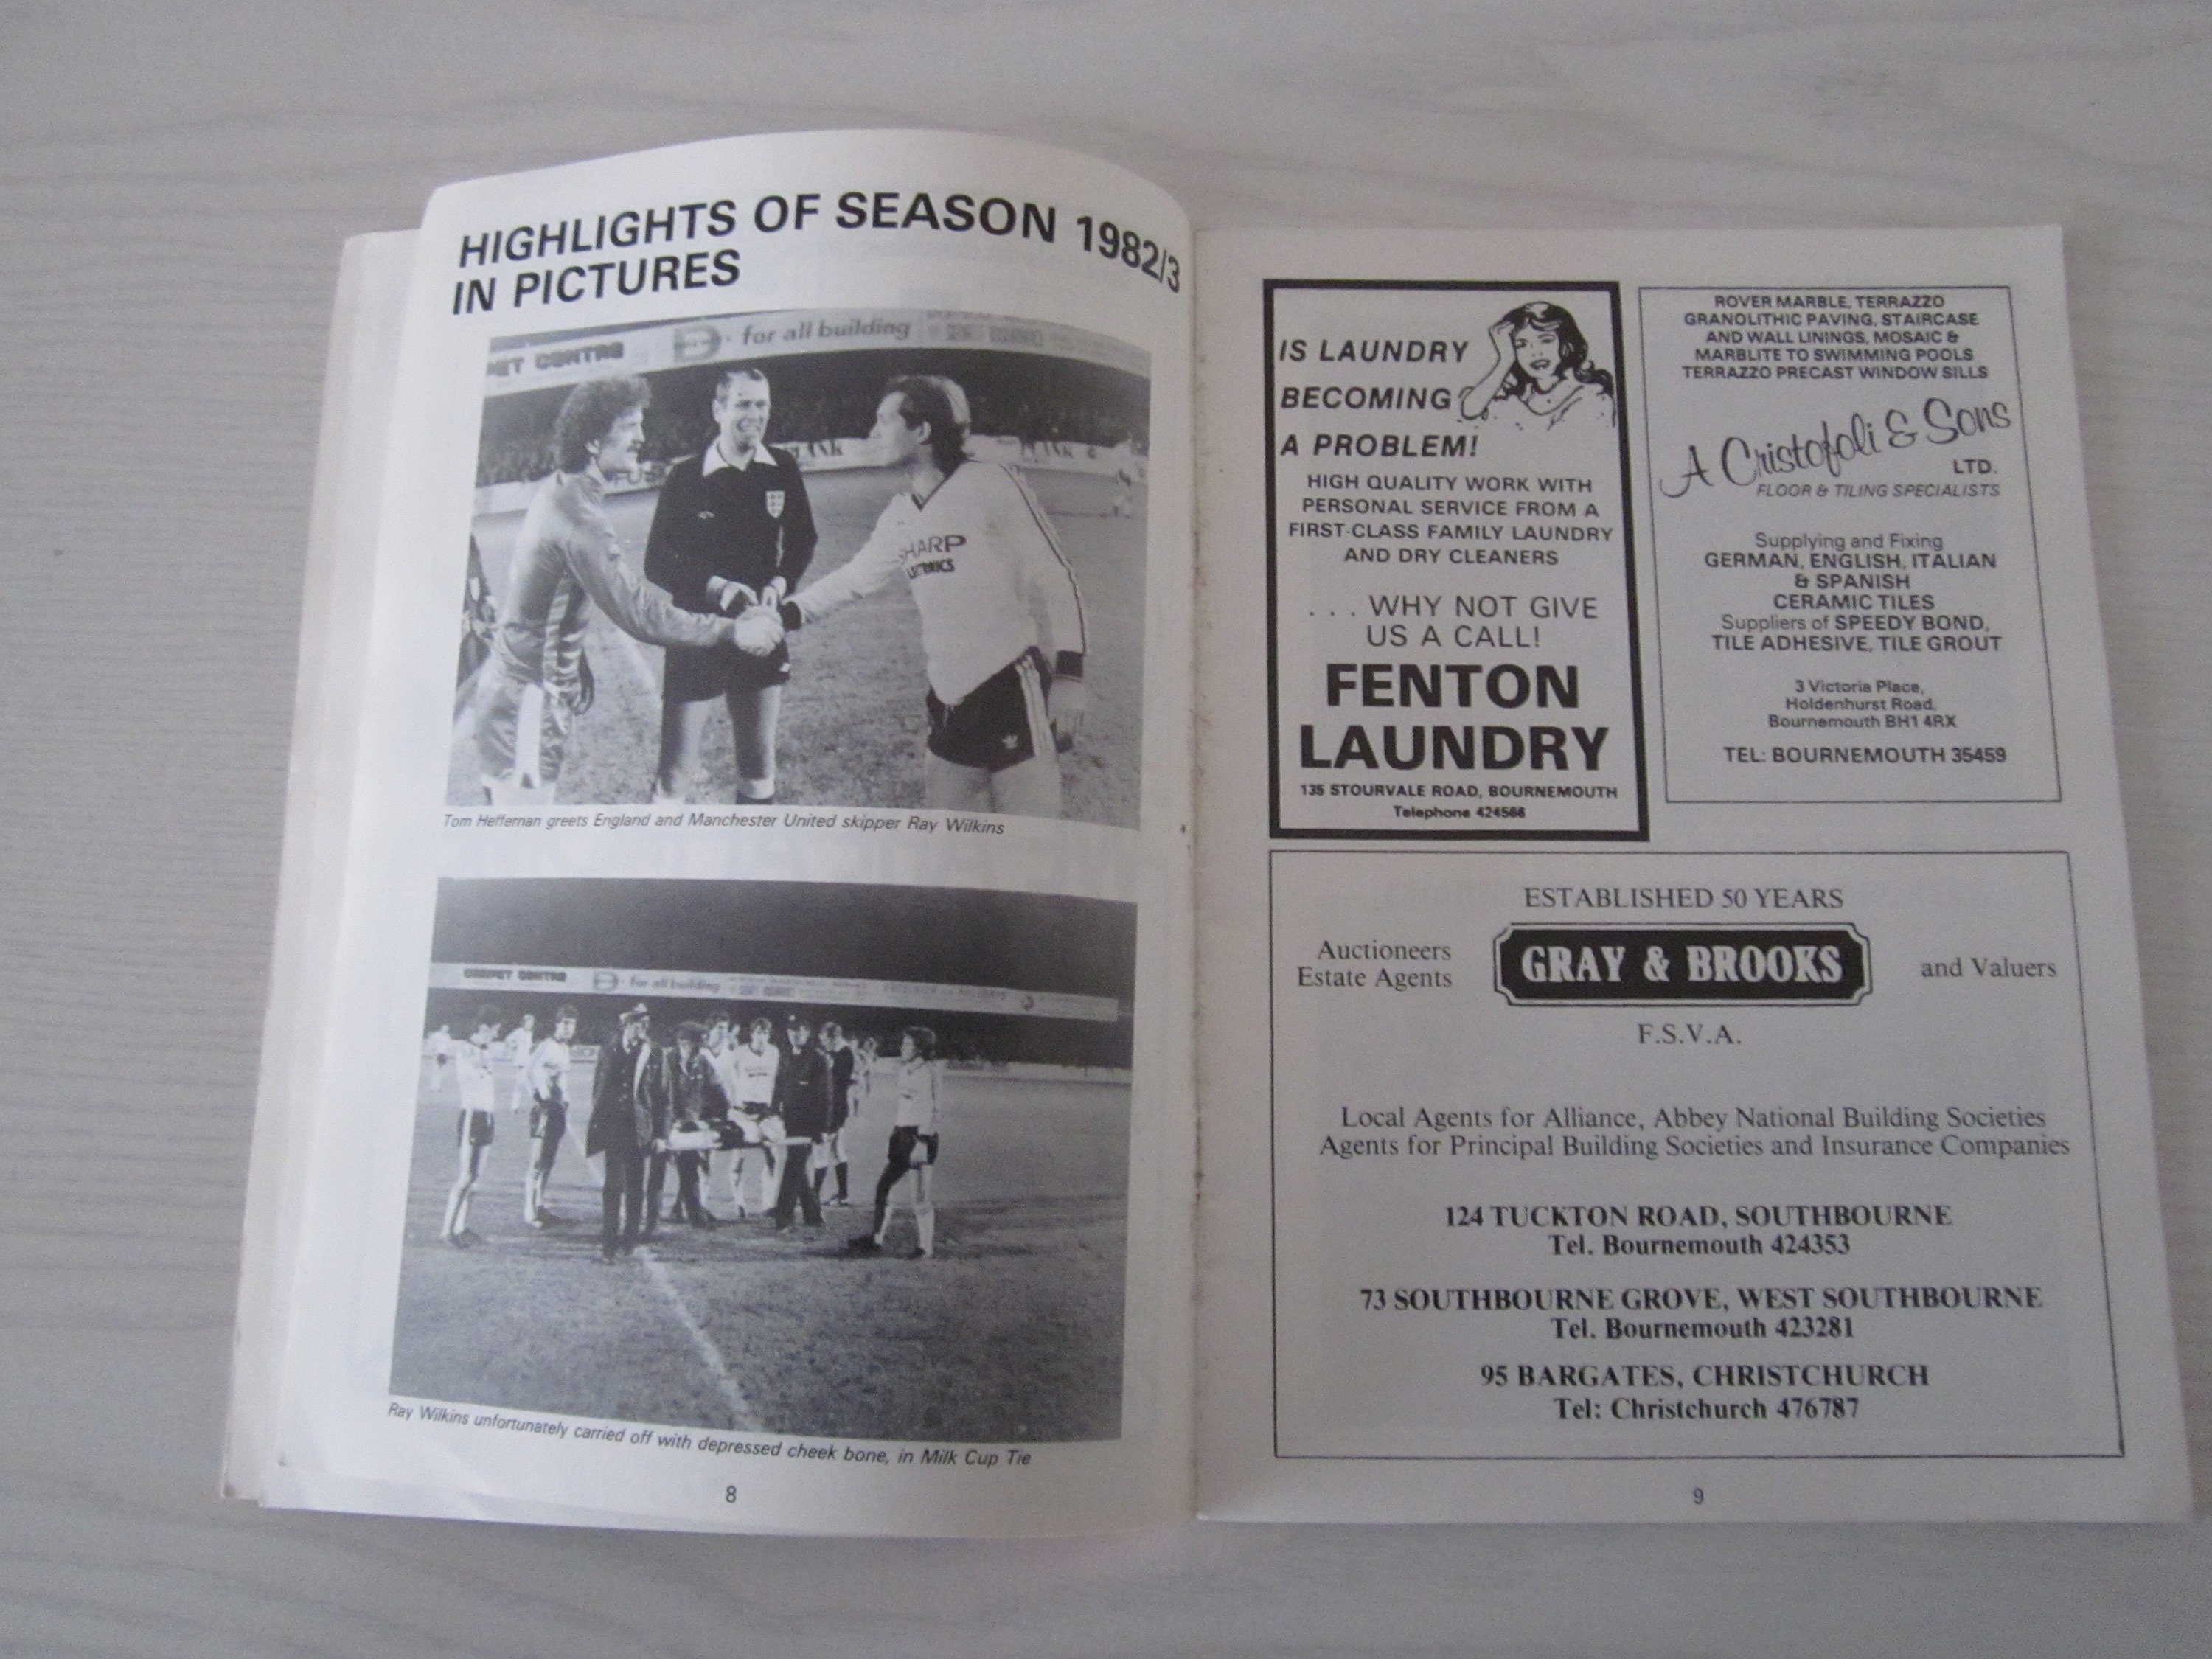 HIGHLIGHTS OF SEASON 1982/3
IN PICTURES
for all building
SHARP
Tom Heffernan greets England and Manchester United skipper Ray Wilkins
CARPET CENTRE
for all building
Ray Wilkins unfortunately carried off with depressed cheek bone, in Milk Cup Tie
8
IS LAUNDRY
BECOMING
A PROBLEM!
HIGH QUALITY WORK WITH
PERSONAL SERVICE FROM A
FIRST-CLASS FAMILY LAUNDRY
AND DRY CLEANERS
. . . WHY NOT GIVE
US A CALL!
FENTON
LAUNDRY
135 STOURVALE ROAD, BOURNEMOUTH
Telephone 424566
ROVER MARBLE, TERRAZZO
GRANOLITHIC PAVING, STAIRCASE
AND WALL LININGS, MOSAIC &
MARBLITE TO SWIMMING POOLS
TERRAZZO PRECAST WINDOW SILLS
A Cristofoli & Sons
LTD.
FLOOR & TILING SPECIALISTS
Supplying and Fixing
GERMAN, ENGLISH, ITALIAN
& SPANISH
CERAMIC TILES
Suppliers of SPEEDY BOND,
TILE ADHESIVE, TILE GROUT
3 Victoria Place,
Holdenhurst Road,
Bournemouth BH1 4RX
TEL: BOURNEMOUTH 35459
ESTABLISHED 50 YEARS
Auctioneers
Estate Agents
GRAY & BROOKS
and Valuers
F.S.V.A.
Local Agents for Alliance, Abbey National Building Societies
Agents for Principal Building Societies and Insurance Companies
124 TUCKTON ROAD, SOUTHBOURNE
Tel. Bournemouth 424353
73 SOUTHBOURNE GROVE, WEST SOUTHBOURNE
Tel. Bournemouth 423281
95 BARGATES, CHRISTCHURCH
Tel: Christchurch 476787
9